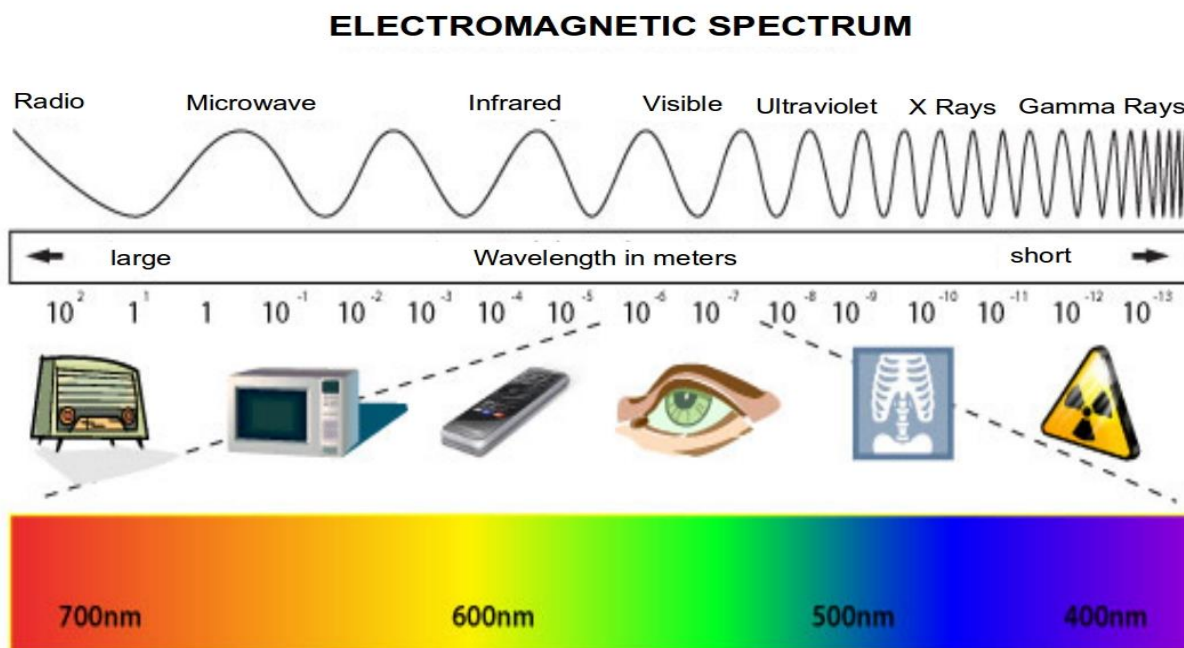 ELECTROMAGNETIC SPECTRUM
Radio Microwave Infrared Visible Ultraviolet X Rays Gamma Rays
large Wavelength in meters short
10² 1¹ 1 10⁻¹ 10⁻² 10⁻³ 10⁻⁴ 10⁻⁵ 10⁻⁶ 10⁻⁷ 10⁻⁸ 10⁻⁹ 10⁻¹⁰ 10⁻¹¹ 10⁻¹² 10⁻¹³
700nm 600nm 500nm 400nm